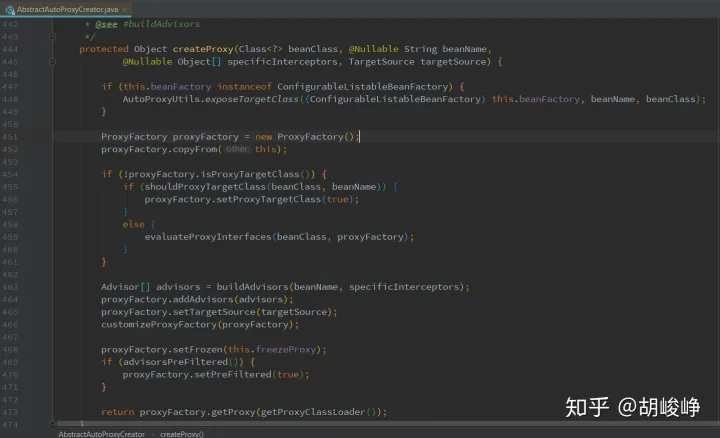 AbstractAutoProxyCreator.java
442 * @see #buildAdvisors
443 */
444 protected Object createProxy(Class<?> beanClass, @Nullable String beanName,
445 @Nullable Object[] specificInterceptors, TargetSource targetSource) {
446
447 if (this.beanFactory instanceof ConfigurableListableBeanFactory) {
448 AutoProxyUtils.exposeTargetClass((ConfigurableListableBeanFactory) this.beanFactory, beanName, beanClass);
449 }
450
451 ProxyFactory proxyFactory = new ProxyFactory();
452 proxyFactory.copyFrom( other: this);
453
454 if (!proxyFactory.isProxyTargetClass()) {
455 if (shouldProxyTargetClass(beanClass, beanName)) {
456 proxyFactory.setProxyTargetClass(true);
457 }
458 else {
459 evaluateProxyInterfaces(beanClass, proxyFactory);
460 }
461 }
462
463 Advisor[] advisors = buildAdvisors(beanName, specificInterceptors);
464 proxyFactory.addAdvisors(advisors);
465 proxyFactory.setTargetSource(targetSource);
466 customizeProxyFactory(proxyFactory);
467
468 proxyFactory.setFrozen(this.freezeProxy);
469 if (advisorsPreFiltered()) {
470 proxyFactory.setPreFiltered(true);
471 }
472
473 return proxyFactory.getProxy(getProxyClassLoader());
474 }
知乎 @胡峻峥
AbstractAutoProxyCreator › createProxy()